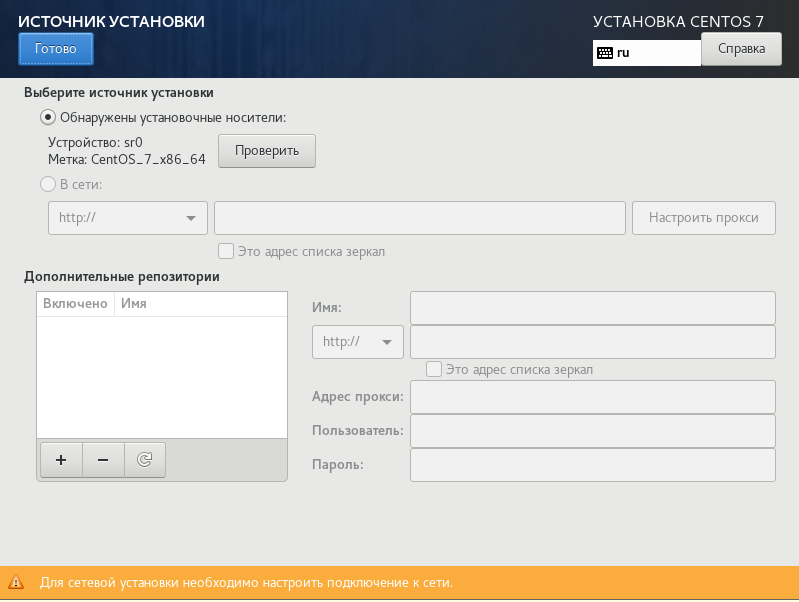 ИСТОЧНИК УСТАНОВКИ
УСТАНОВКА CENTOS 7
Готово
ru
Справка
Выберите источник установки
Обнаружены установочные носители:
Устройство: sr0
Метка: CentOS_7_x86_64
Проверить
В сети:
http://
Настроить прокси
Это адрес списка зеркал
Дополнительные репозитории
Включено Имя
Имя:
http://
Это адрес списка зеркал
Адрес прокси:
Пользователь:
Пароль:
Для сетевой установки необходимо настроить подключение к сети.